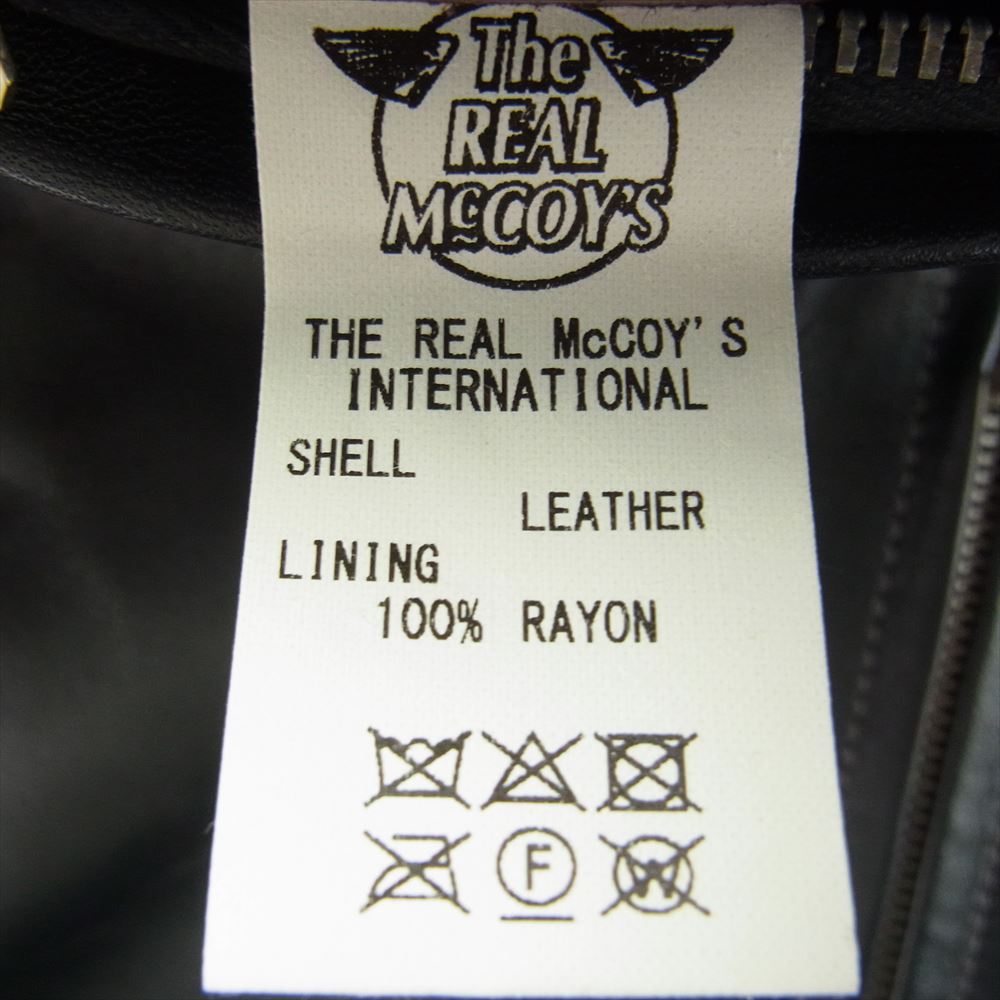 The
REAL
McCOY'S
THE REAL McCOY'S
INTERNATIONAL
SHELL
LEATHER
LINING
100% RAYON
F
W